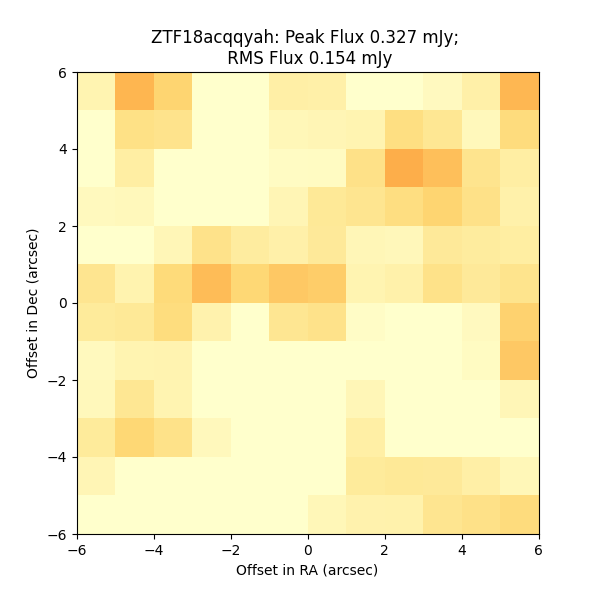 ZTF18acqqyah: Peak Flux 0.327 mJy;
RMS Flux 0.154 mJy
6
4
2
0
−2
−4
−6
Offset in Dec (arcsec)
−6 −4 −2 0 2 4 6
Offset in RA (arcsec)